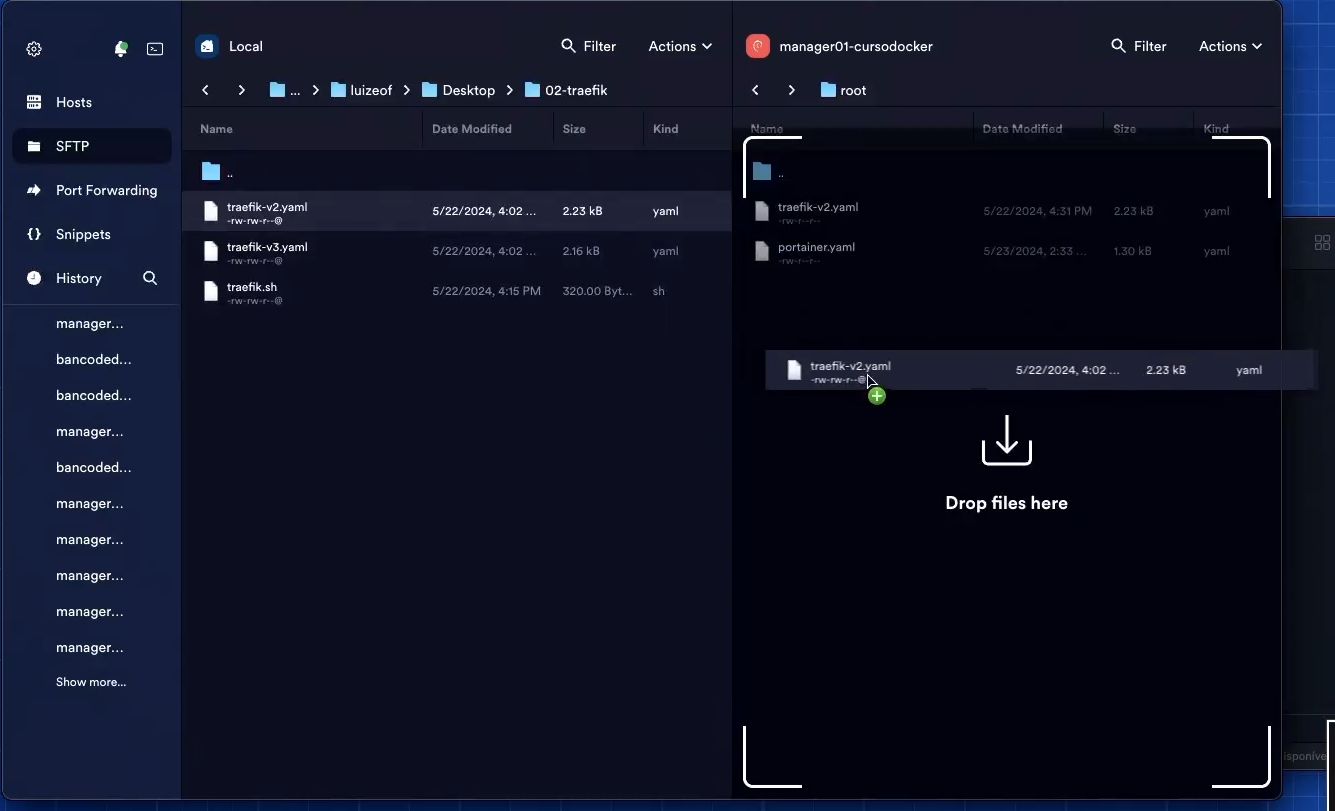 Local
Filter
Actions
manager01-cursodocker
Filter
Actions
Hosts
SFTP
Port Forwarding
Snippets
History
manager...
bancoded...
bancoded...
manager...
bancoded...
manager...
manager...
manager...
manager...
manager...
Show more...
... > luizeof > Desktop > 02-traefik
Name Date Modified Size Kind
..
traefik-v2.yaml 5/22/2024, 4:02 ... 2.23 kB yaml
-rw-rw-r--@
traefik-v3.yaml 5/22/2024, 4:02 ... 2.16 kB yaml
-rw-rw-r--@
traefik.sh 5/22/2024, 4:15 PM 320.00 Byt... sh
-rw-rw-r--@
root
Name Date Modified Size Kind
..
traefik-v2.yaml 5/22/2024, 4:31 PM 2.23 kB yaml
-rw-r--r--
portainer.yaml 5/23/2024, 2:33 ... 1.30 kB yaml
-rw-r--r--
traefik-v2.yaml 5/22/2024, 4:02 ... 2.23 kB yaml
-rw-rw-r--@
Drop files here
isponíve